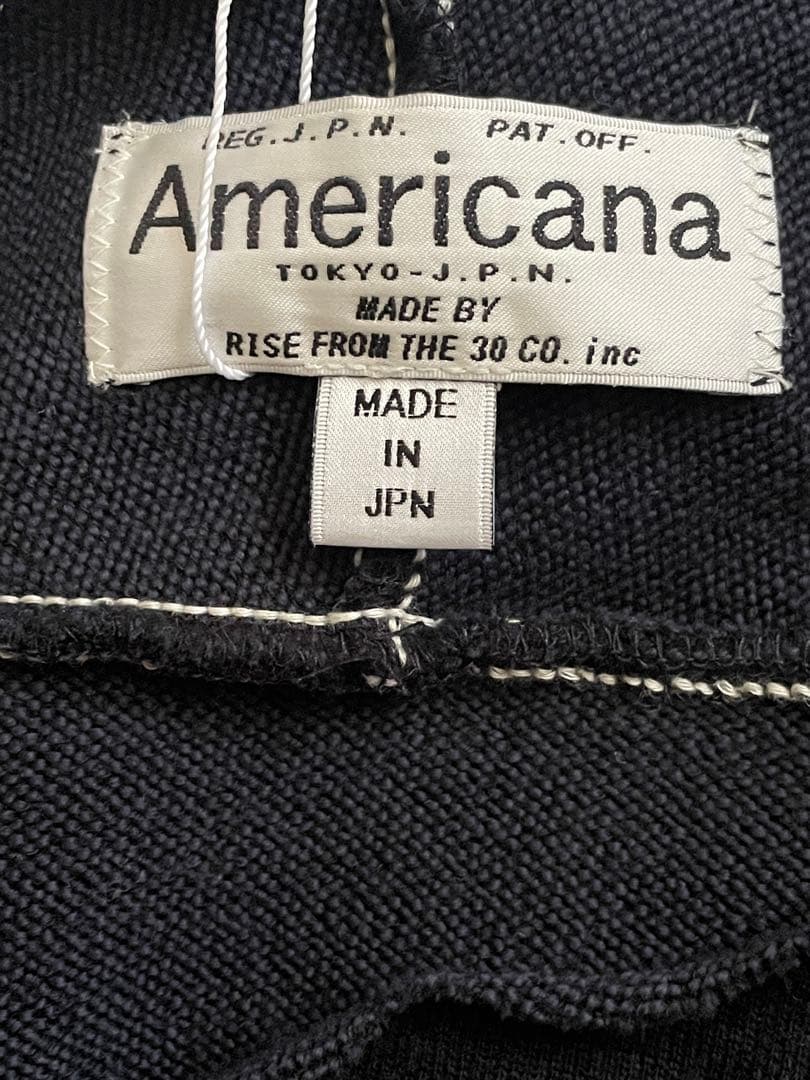 REG.J.P.N. PAT.OFF.
Americana
TOKYO-J.P.N.
MADE BY
RISE FROM THE 30 CO. inc
MADE
IN
JPN